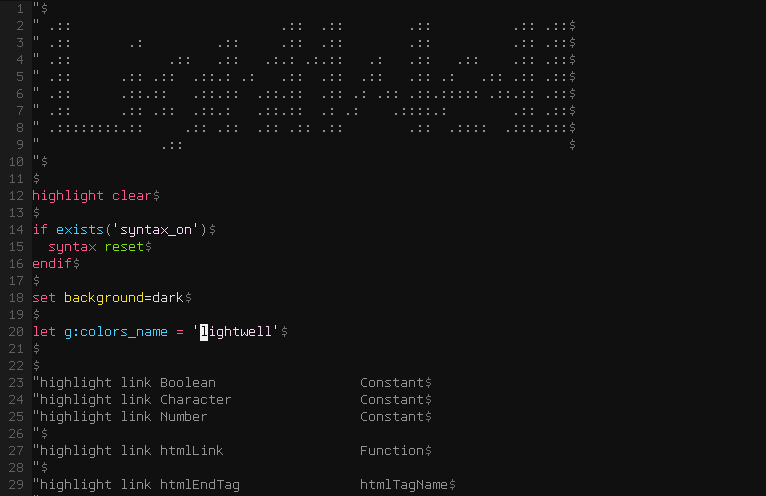 1 "$
2 " .::                          .:: .::        .::          .:: .::$
3 " .::       .:         .::     .:: .::        .::          .:: .::$
4 " .::            .::   .::   .:.: .:.::   .:   .::   .::    .:: .::$
5 " .::      .:: .::  .::.: .:   .::  .::  .::   .:: .:   .:: .:: .::$
6 " .::      .::.::   .::.::  .::.::  .:: .: .:: .::.::::: .::.:: .::$
7 " .::      .:: .::  .::.:   .::.::  .: .:    .::::.:       .:: .::$
8 " .::::::::.::     .:: .::  .:: .:: .::        .::  .::::  .:::.:::$
9 "               .::                                                $
10 "$
11 $
12 highlight clear$
13 $
14 if exists('syntax_on')$
15   syntax reset$
16 endif$
17 $
18 set background=dark$
19 $
20 let g:colors_name = 'lightwell'$
21 $
22 $
23 "highlight link Boolean                  Constant$
24 "highlight link Character                Constant$
25 "highlight link Number                   Constant$
26 "$
27 "highlight link htmlLink                 Function$
28 "$
29 "highlight link htmlEndTag               htmlTagName$